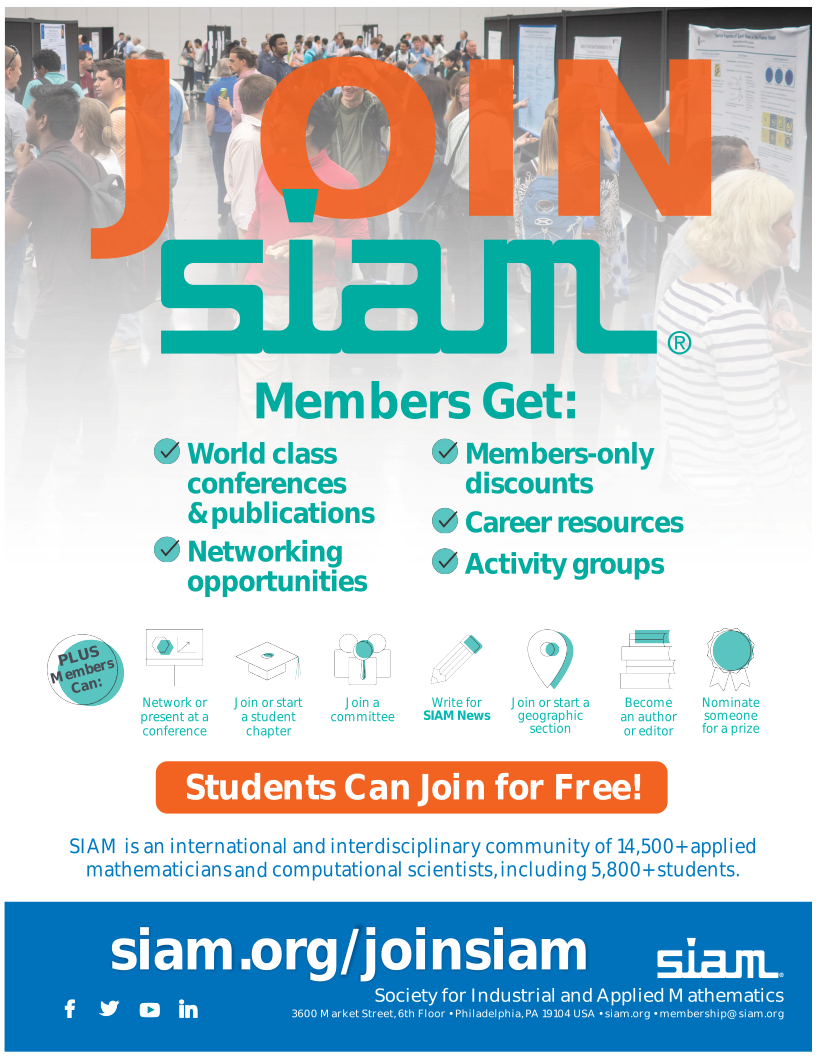 JOIN
siam®
Members Get:
World class
conferences
& publications
Networking
opportunities
Members-only
discounts
Career resources
Activity groups
PLUS
Members
Can:
Network or
present at a
conference
Join or start
a student
chapter
Join a
committee
Write for
SIAM News
Join or start a
geographic
section
Become
an author
or editor
Nominate
someone
for a prize
Students Can Join for Free!
SIAM is an international and interdisciplinary community of 14,500+ applied
mathematicians and computational scientists, including 5,800+ students.
siam.org/joinsiam
siam®
Society for Industrial and Applied Mathematics
3600 Market Street, 6th Floor • Philadelphia, PA 19104 USA • siam.org • membership@siam.org